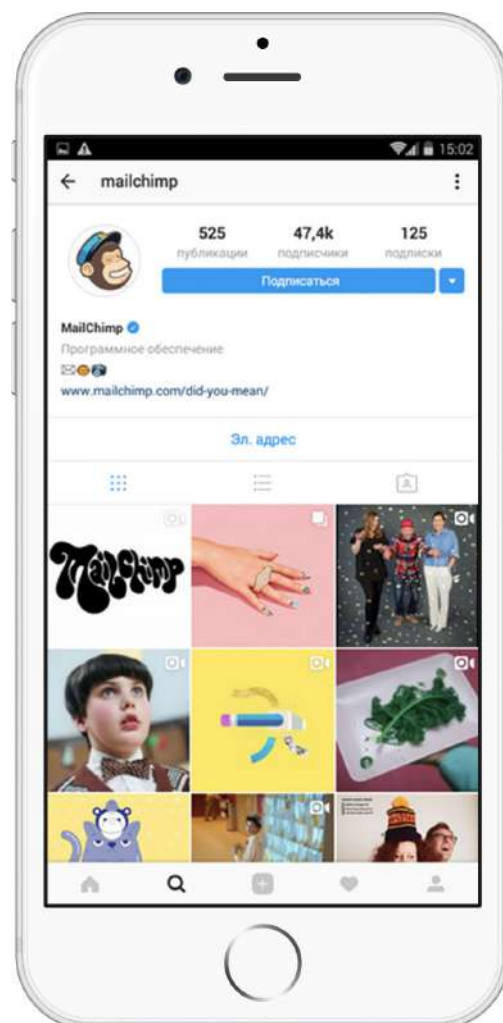 15:02
mailchimp
525 47,4k 125
публикации подписчики подписки
Подписаться
MailChimp
Программное обеспечение
www.mailchimp.com/did-you-mean/
Эл. адрес
MailChimp